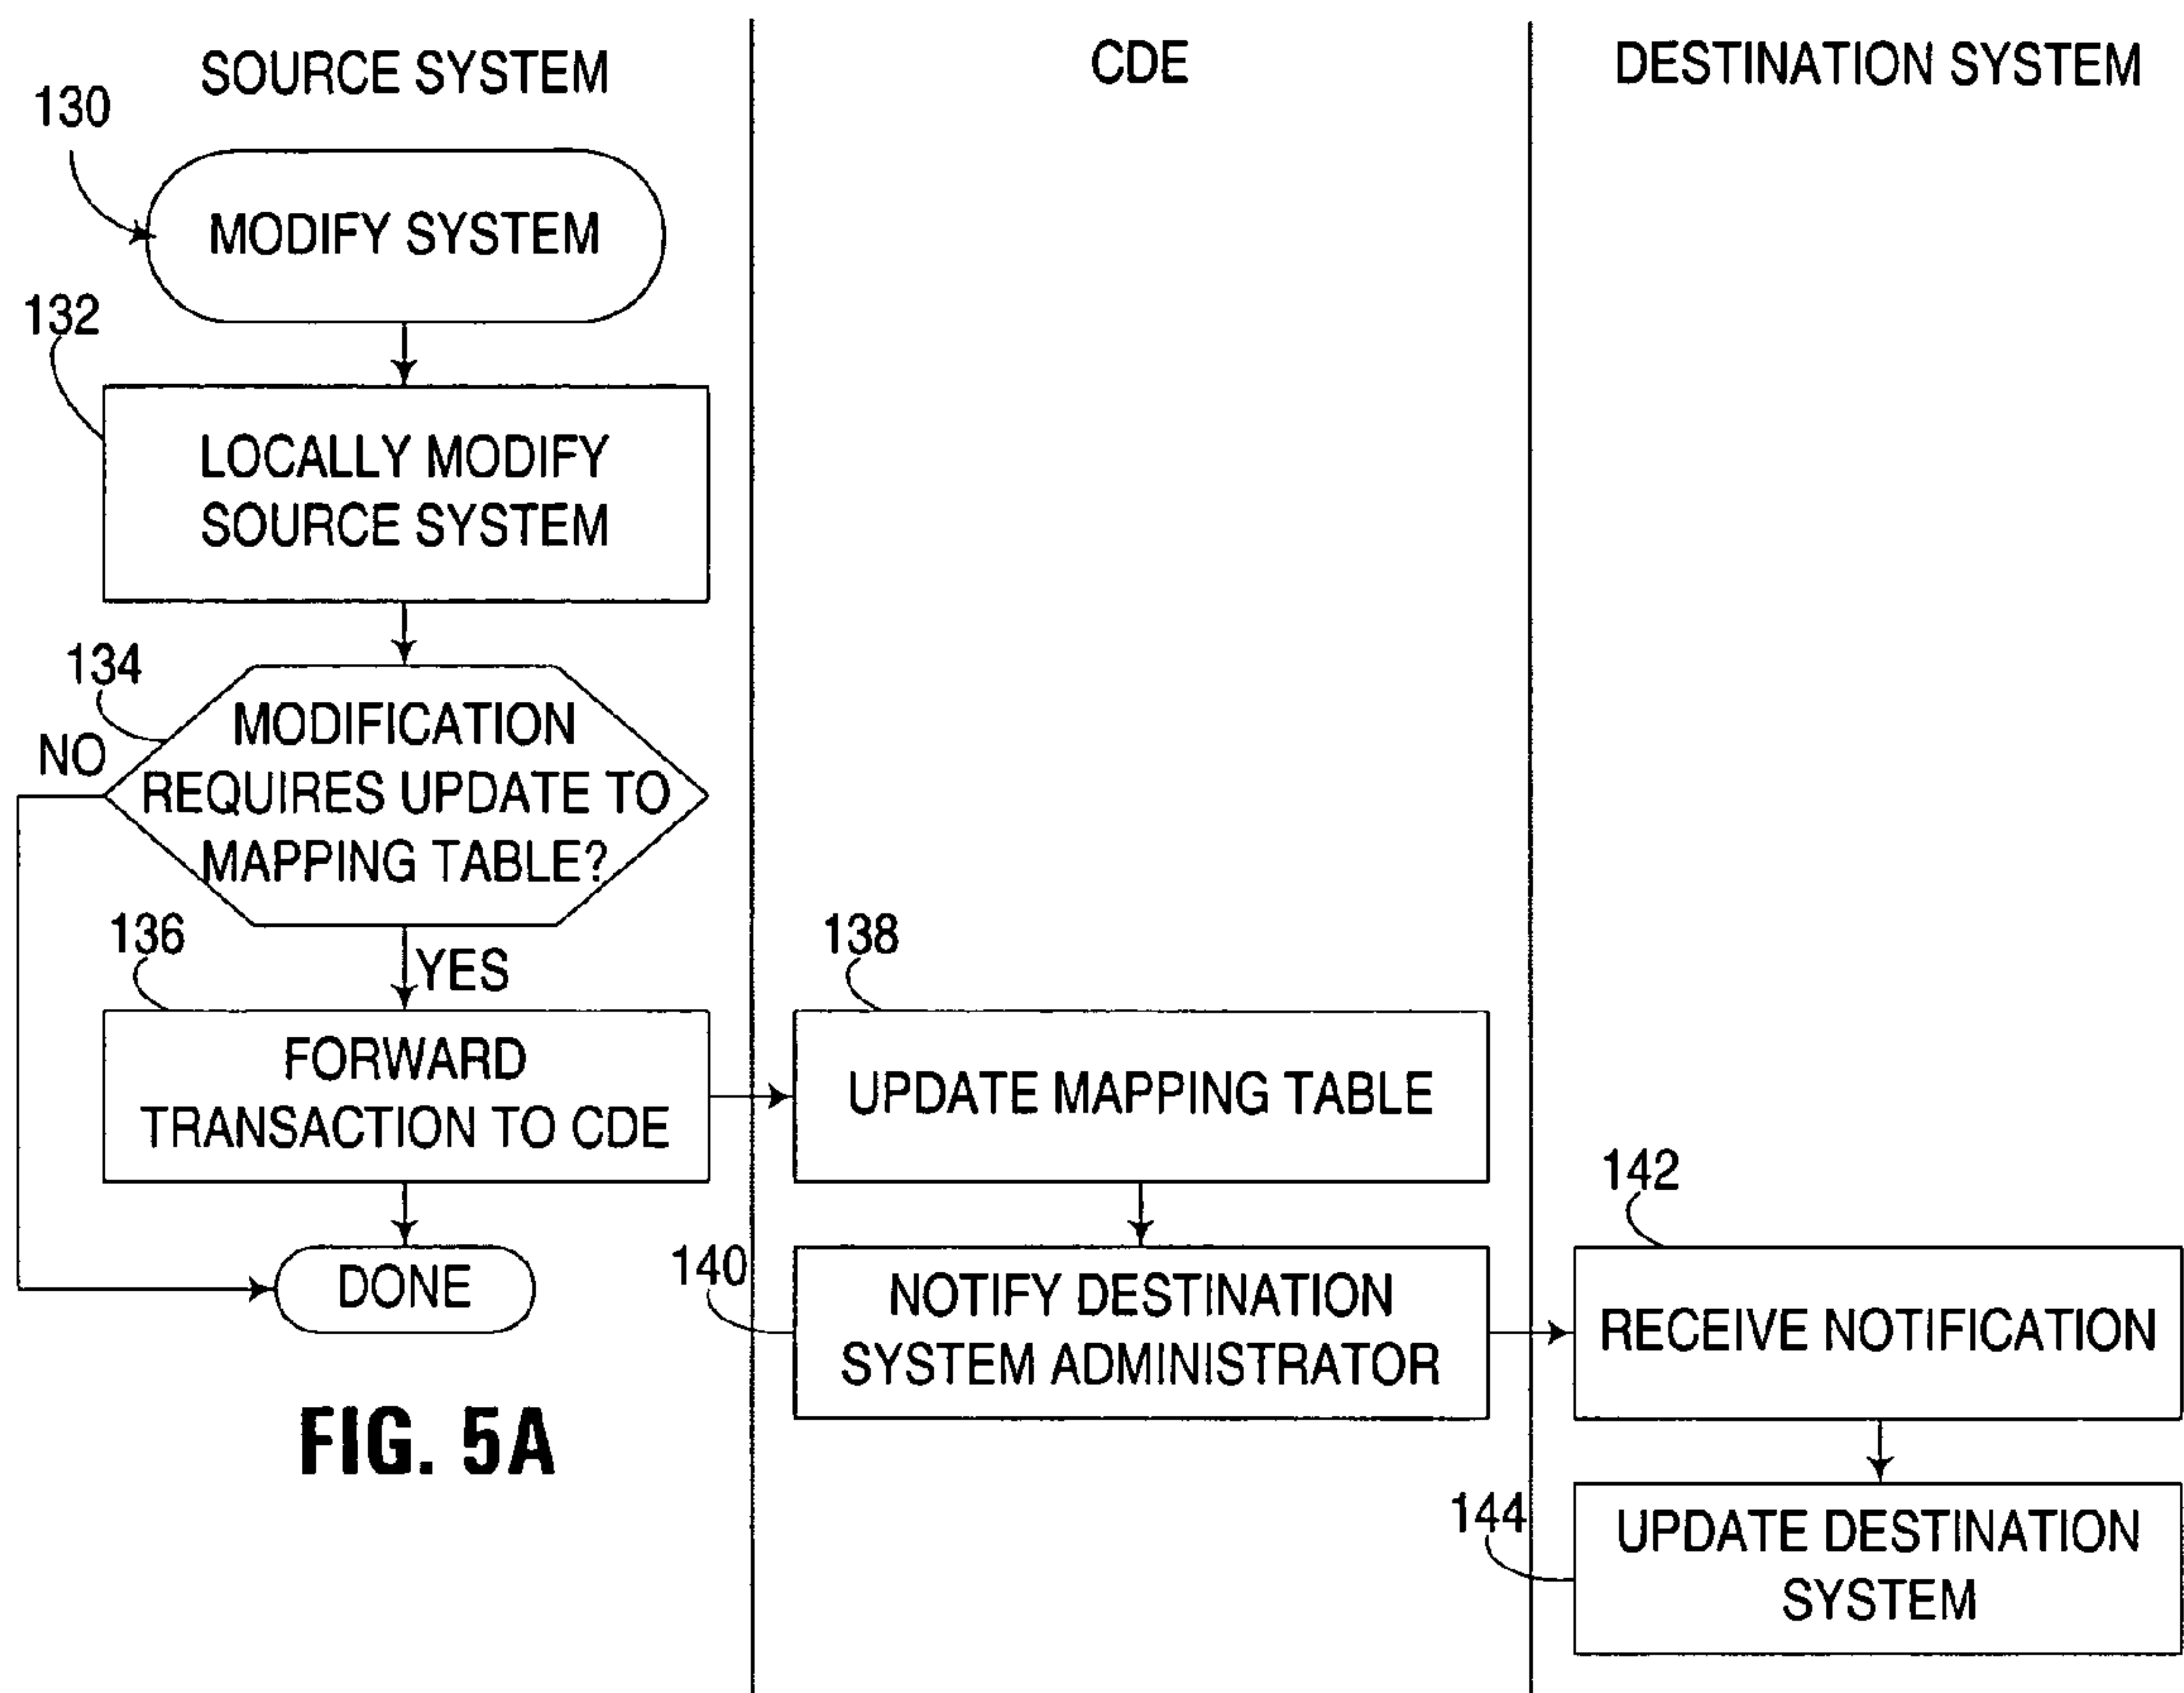 SOURCE SYSTEM
CDE
DESTINATION SYSTEM
130
MODIFY SYSTEM
132
LOCALLY MODIFY
SOURCE SYSTEM
134
NO
MODIFICATION
REQUIRES UPDATE TO
MAPPING TABLE?
YES
136
FORWARD
TRANSACTION TO CDE
138
UPDATE MAPPING TABLE
DONE
140
NOTIFY DESTINATION
SYSTEM ADMINISTRATOR
142
RECEIVE NOTIFICATION
144
UPDATE DESTINATION
SYSTEM
FIG. 5A